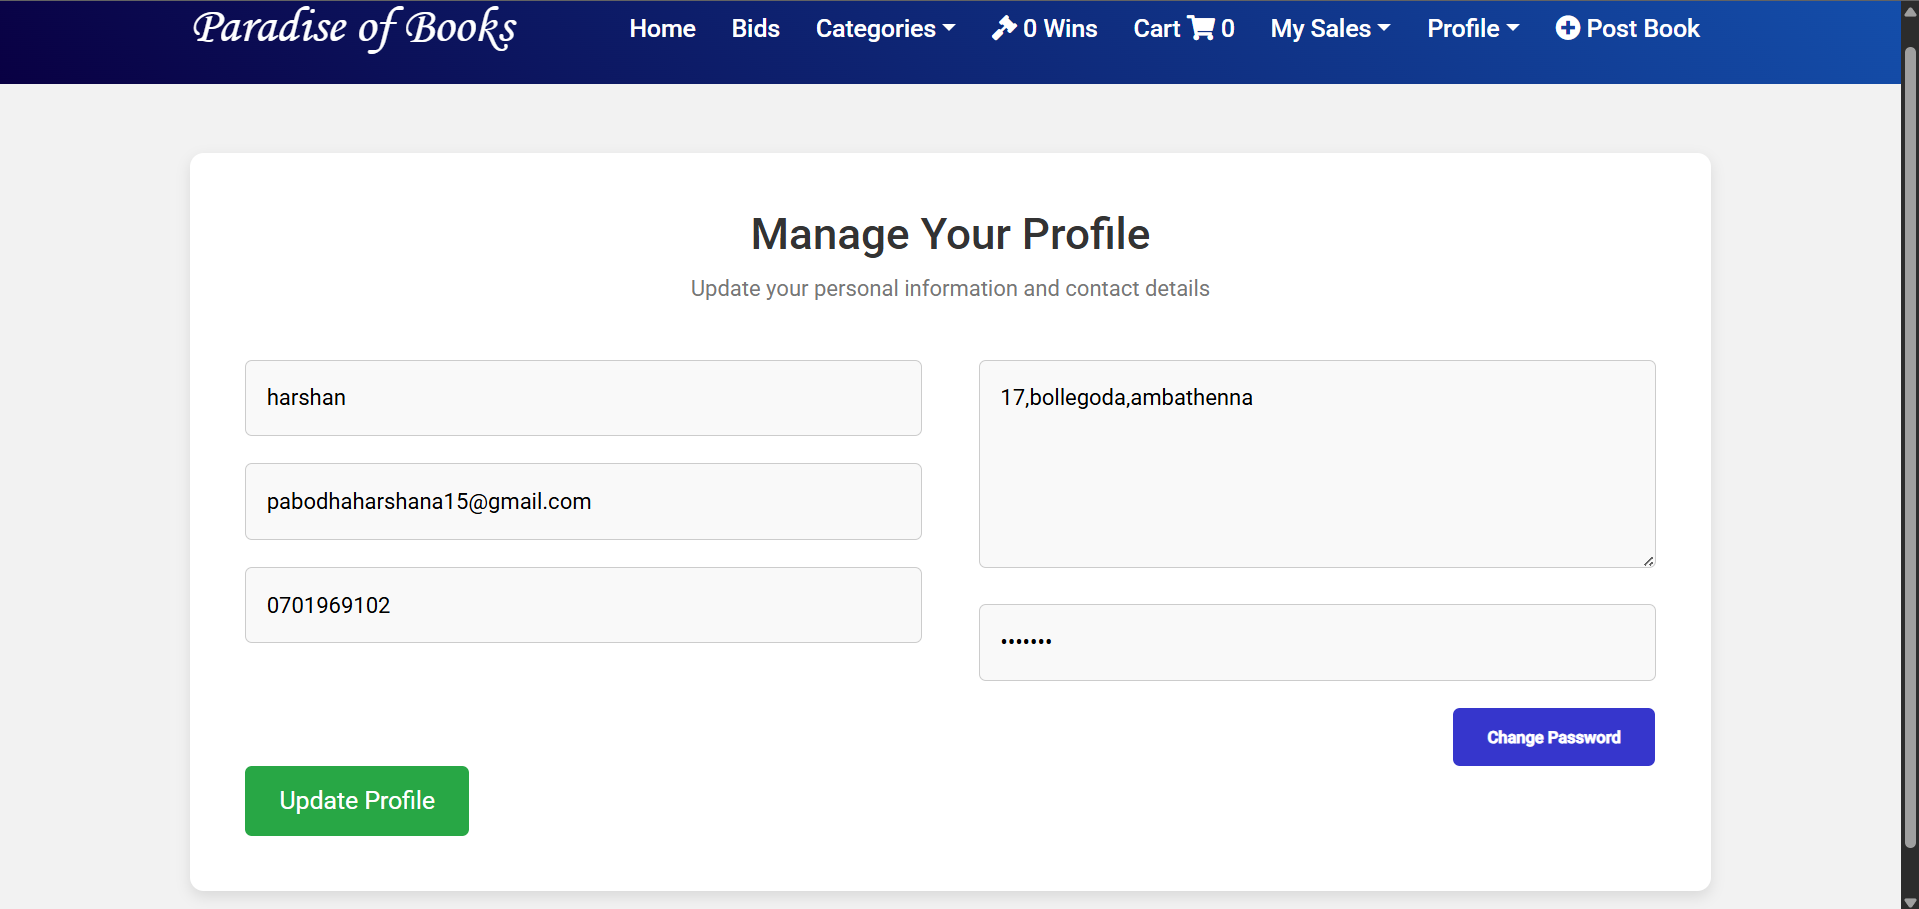 Paradise of Books
Home Bids Categories 0 Wins Cart 0 My Sales Profile Post Book
Manage Your Profile
Update your personal information and contact details
harshan
pabodhaharshana15@gmail.com
0701969102
17,bollegoda,ambathenna
•••••••
Change Password
Update Profile